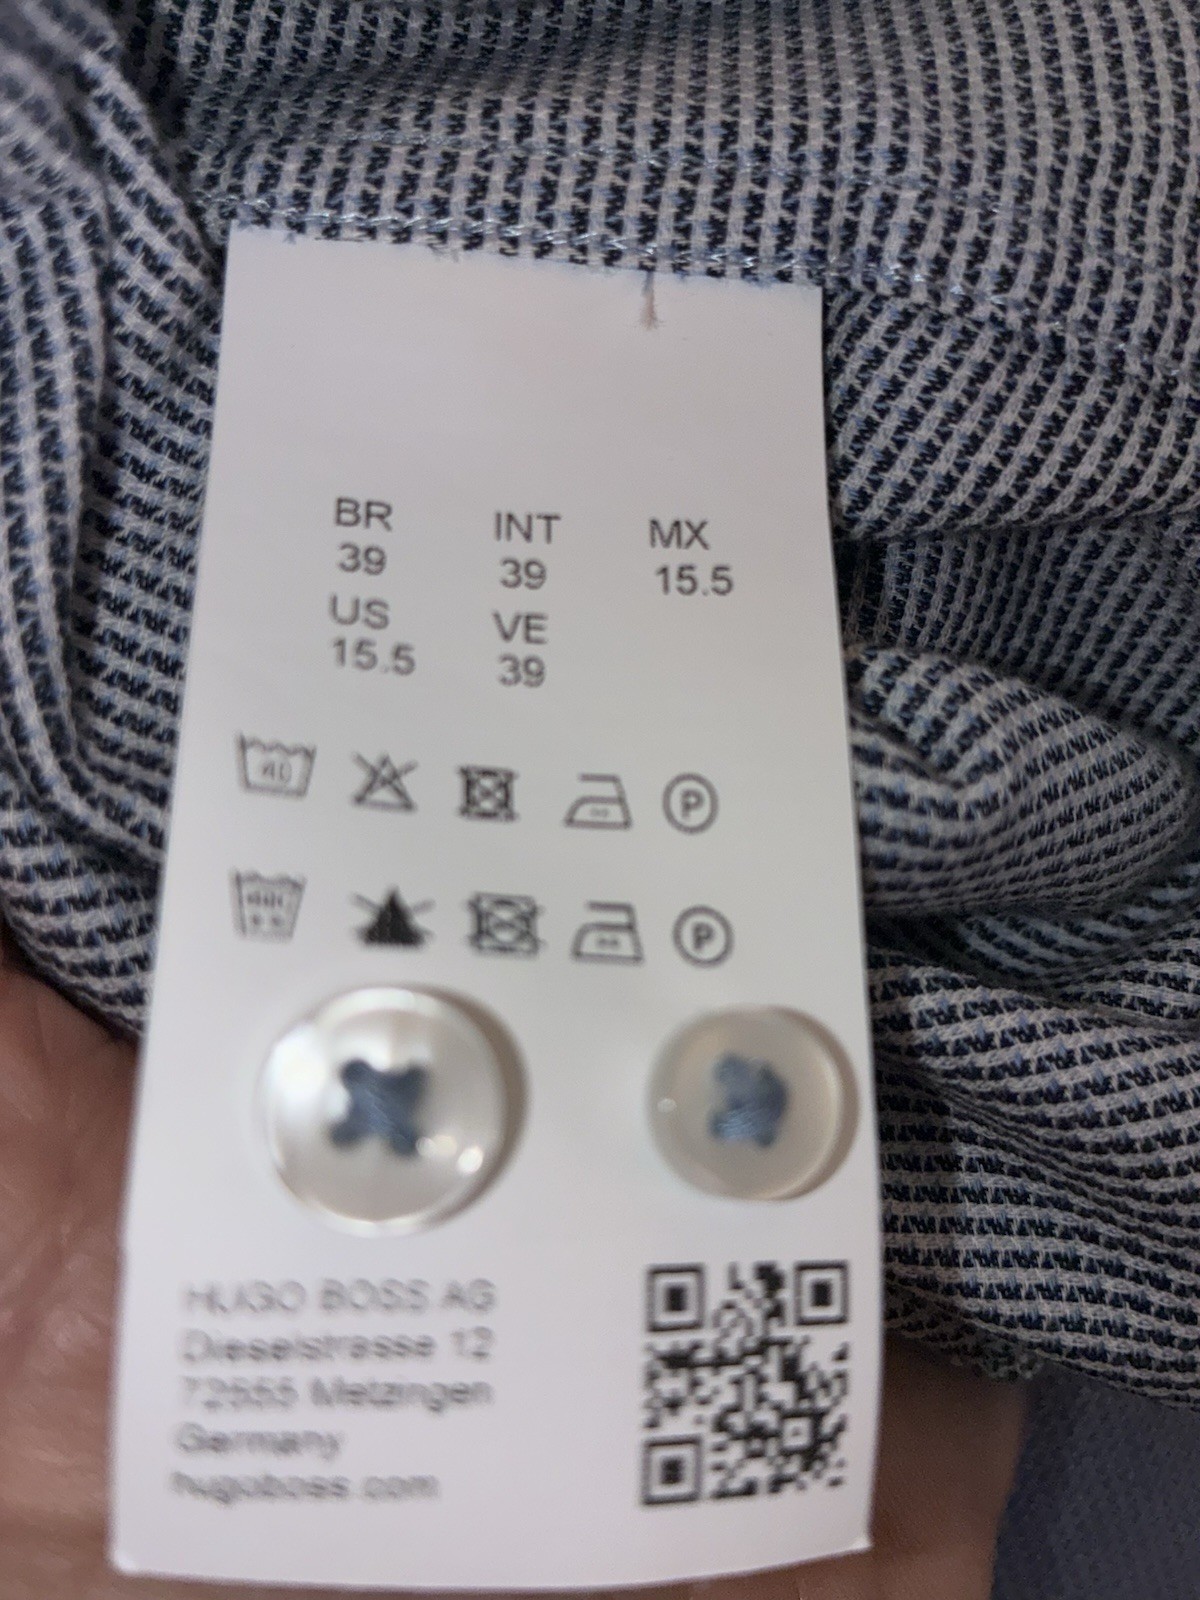 BR INT MX
39 39 15.5
US VE
15.5 39
40
P
P
HUGO BOSS AG
Dieselstrasse 12
72555 Metzingen
Germany
hugoboss.com